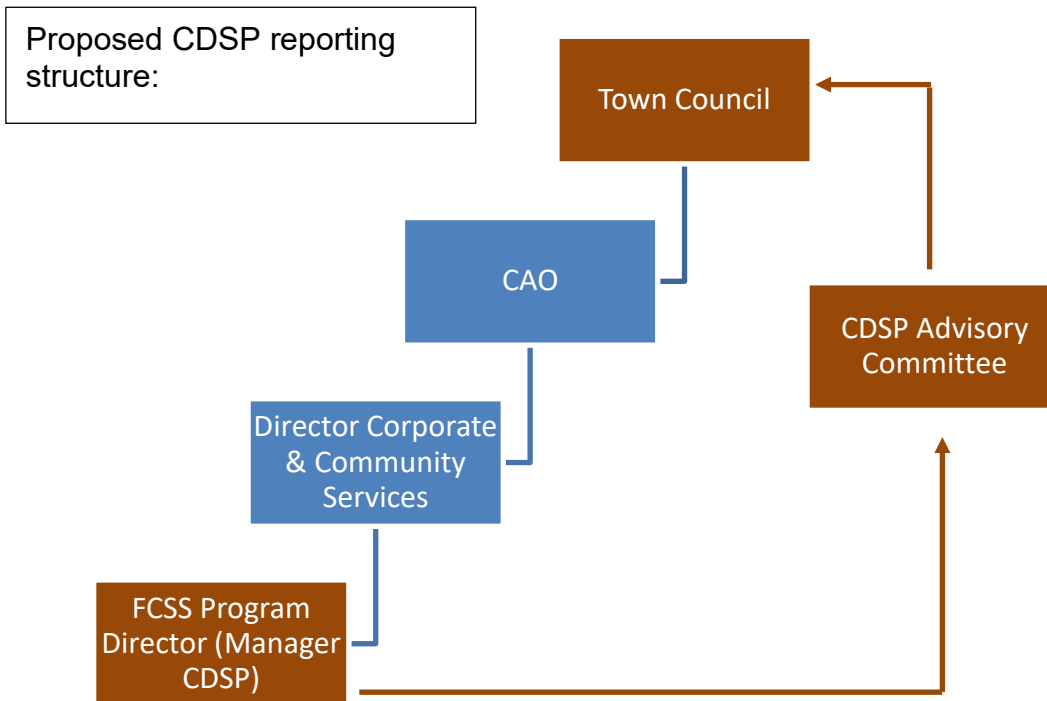 Proposed CDSP reporting
structure:
Town Council
CAO
CDSP Advisory
Committee
Director Corporate
& Community
Services
FCSS Program
Director (Manager
CDSP)